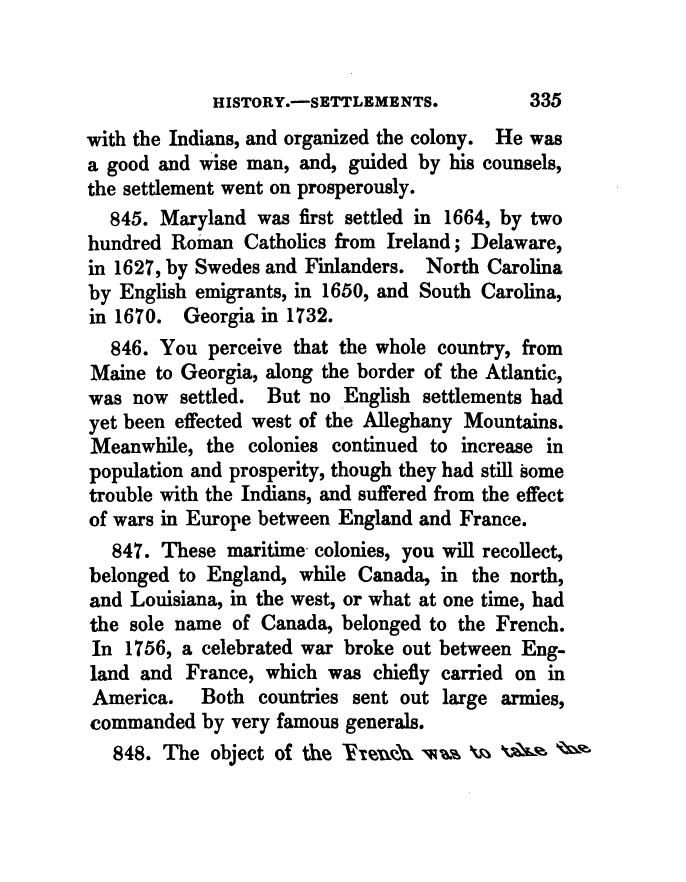 HISTORY.—SETTLEMENTS. 335
with the Indians, and organized the colony. He was
a good and wise man, and, guided by his counsels,
the settlement went on prosperously.
845. Maryland was first settled in 1664, by two
hundred Roman Catholics from Ireland; Delaware,
in 1627, by Swedes and Finlanders. North Carolina
by English emigrants, in 1650, and South Carolina,
in 1670. Georgia in 1732.
846. You perceive that the whole country, from
Maine to Georgia, along the border of the Atlantic,
was now settled. But no English settlements had
yet been effected west of the Alleghany Mountains.
Meanwhile, the colonies continued to increase in
population and prosperity, though they had still some
trouble with the Indians, and suffered from the effect
of wars in Europe between England and France.
847. These maritime colonies, you will recollect,
belonged to England, while Canada, in the north,
and Louisiana, in the west, or what at one time, had
the sole name of Canada, belonged to the French.
In 1756, a celebrated war broke out between Eng-
land and France, which was chiefly carried on in
America. Both countries sent out large armies,
commanded by very famous generals.
848. The object of the French was to take the